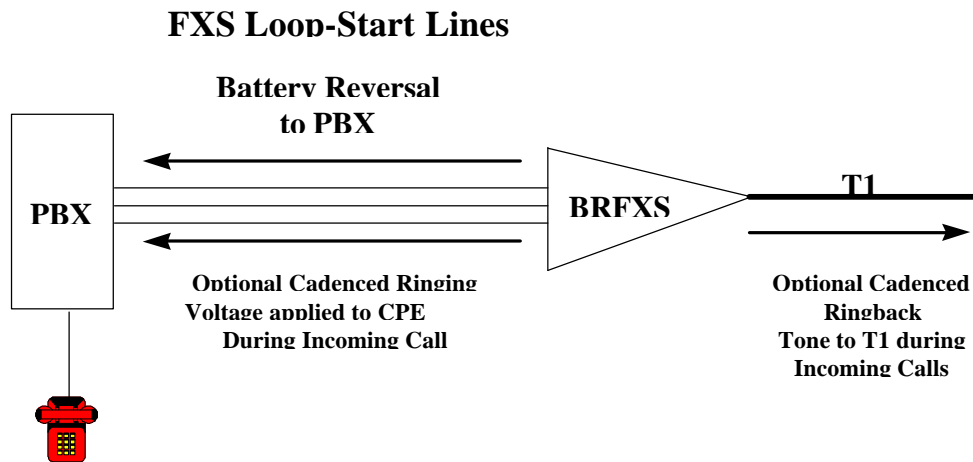 FXS Loop-Start Lines
Battery Reversal
to PBX
PBX
BRFXS
T1
Optional Cadenced Ringing
Voltage applied to CPE
During Incoming Call
Optional Cadenced
Ringback
Tone to T1 during
Incoming Calls